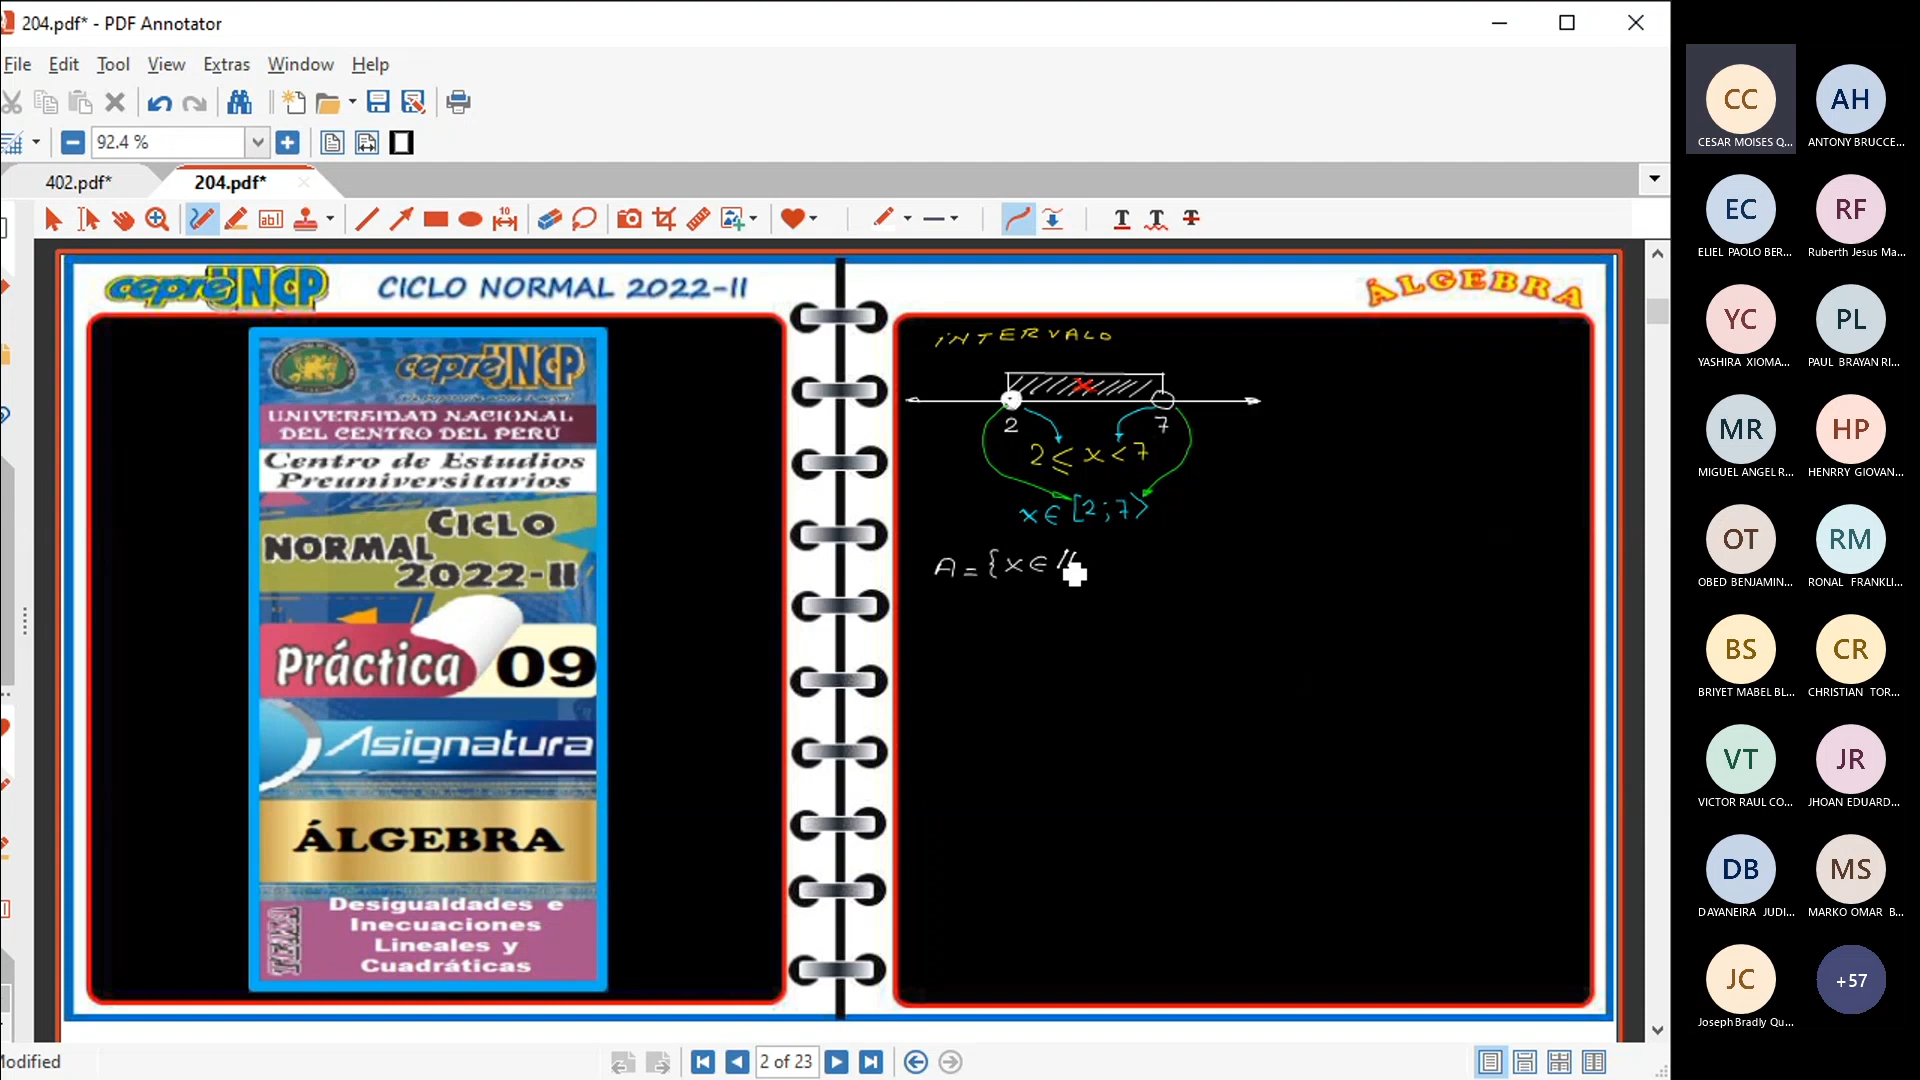 204.pdf* - PDF Annotator
File Edit Tool View Extras Window Help
92.4 %
402.pdf* 204.pdf*
cepreUNCP CICLO NORMAL 2022-II
ÁLGEBRA
cepreUNCP
UNIVERSIDAD NACIONAL
DEL CENTRO DEL PERÚ
Centro de Estudios
Preuniversitarios
CICLO
NORMAL
2022-II
Práctica 09
Asignatura
ÁLGEBRA
TEMA
Desigualdades e
Inecuaciones
Lineales y
Cuadráticas
INTERVALO
x
2 7
2 ≤ x < 7
x ∈ [2 ; 7⟩
A = { x ∈
CC AH
CESAR MOISES Q... ANTONY BRUCCE...
EC RF
ELIEL PAOLO BER... Ruberth Jesus Ma...
YC PL
YASHIRA XIOMA... PAUL BRAYAN RI...
MR HP
MIGUEL ANGEL R... HENRRY GIOVAN...
OT RM
OBED BENJAMIN... RONAL FRANKLI...
BS CR
BRIYET MABEL BL... CHRISTIAN TOR...
VT JR
VICTOR RAUL CO... JHOAN EDUARD...
DB MS
DAYANEIRA JUDI... MARKO OMAR B...
JC +57
Joseph Bradly Qu...
Modified 2 of 23